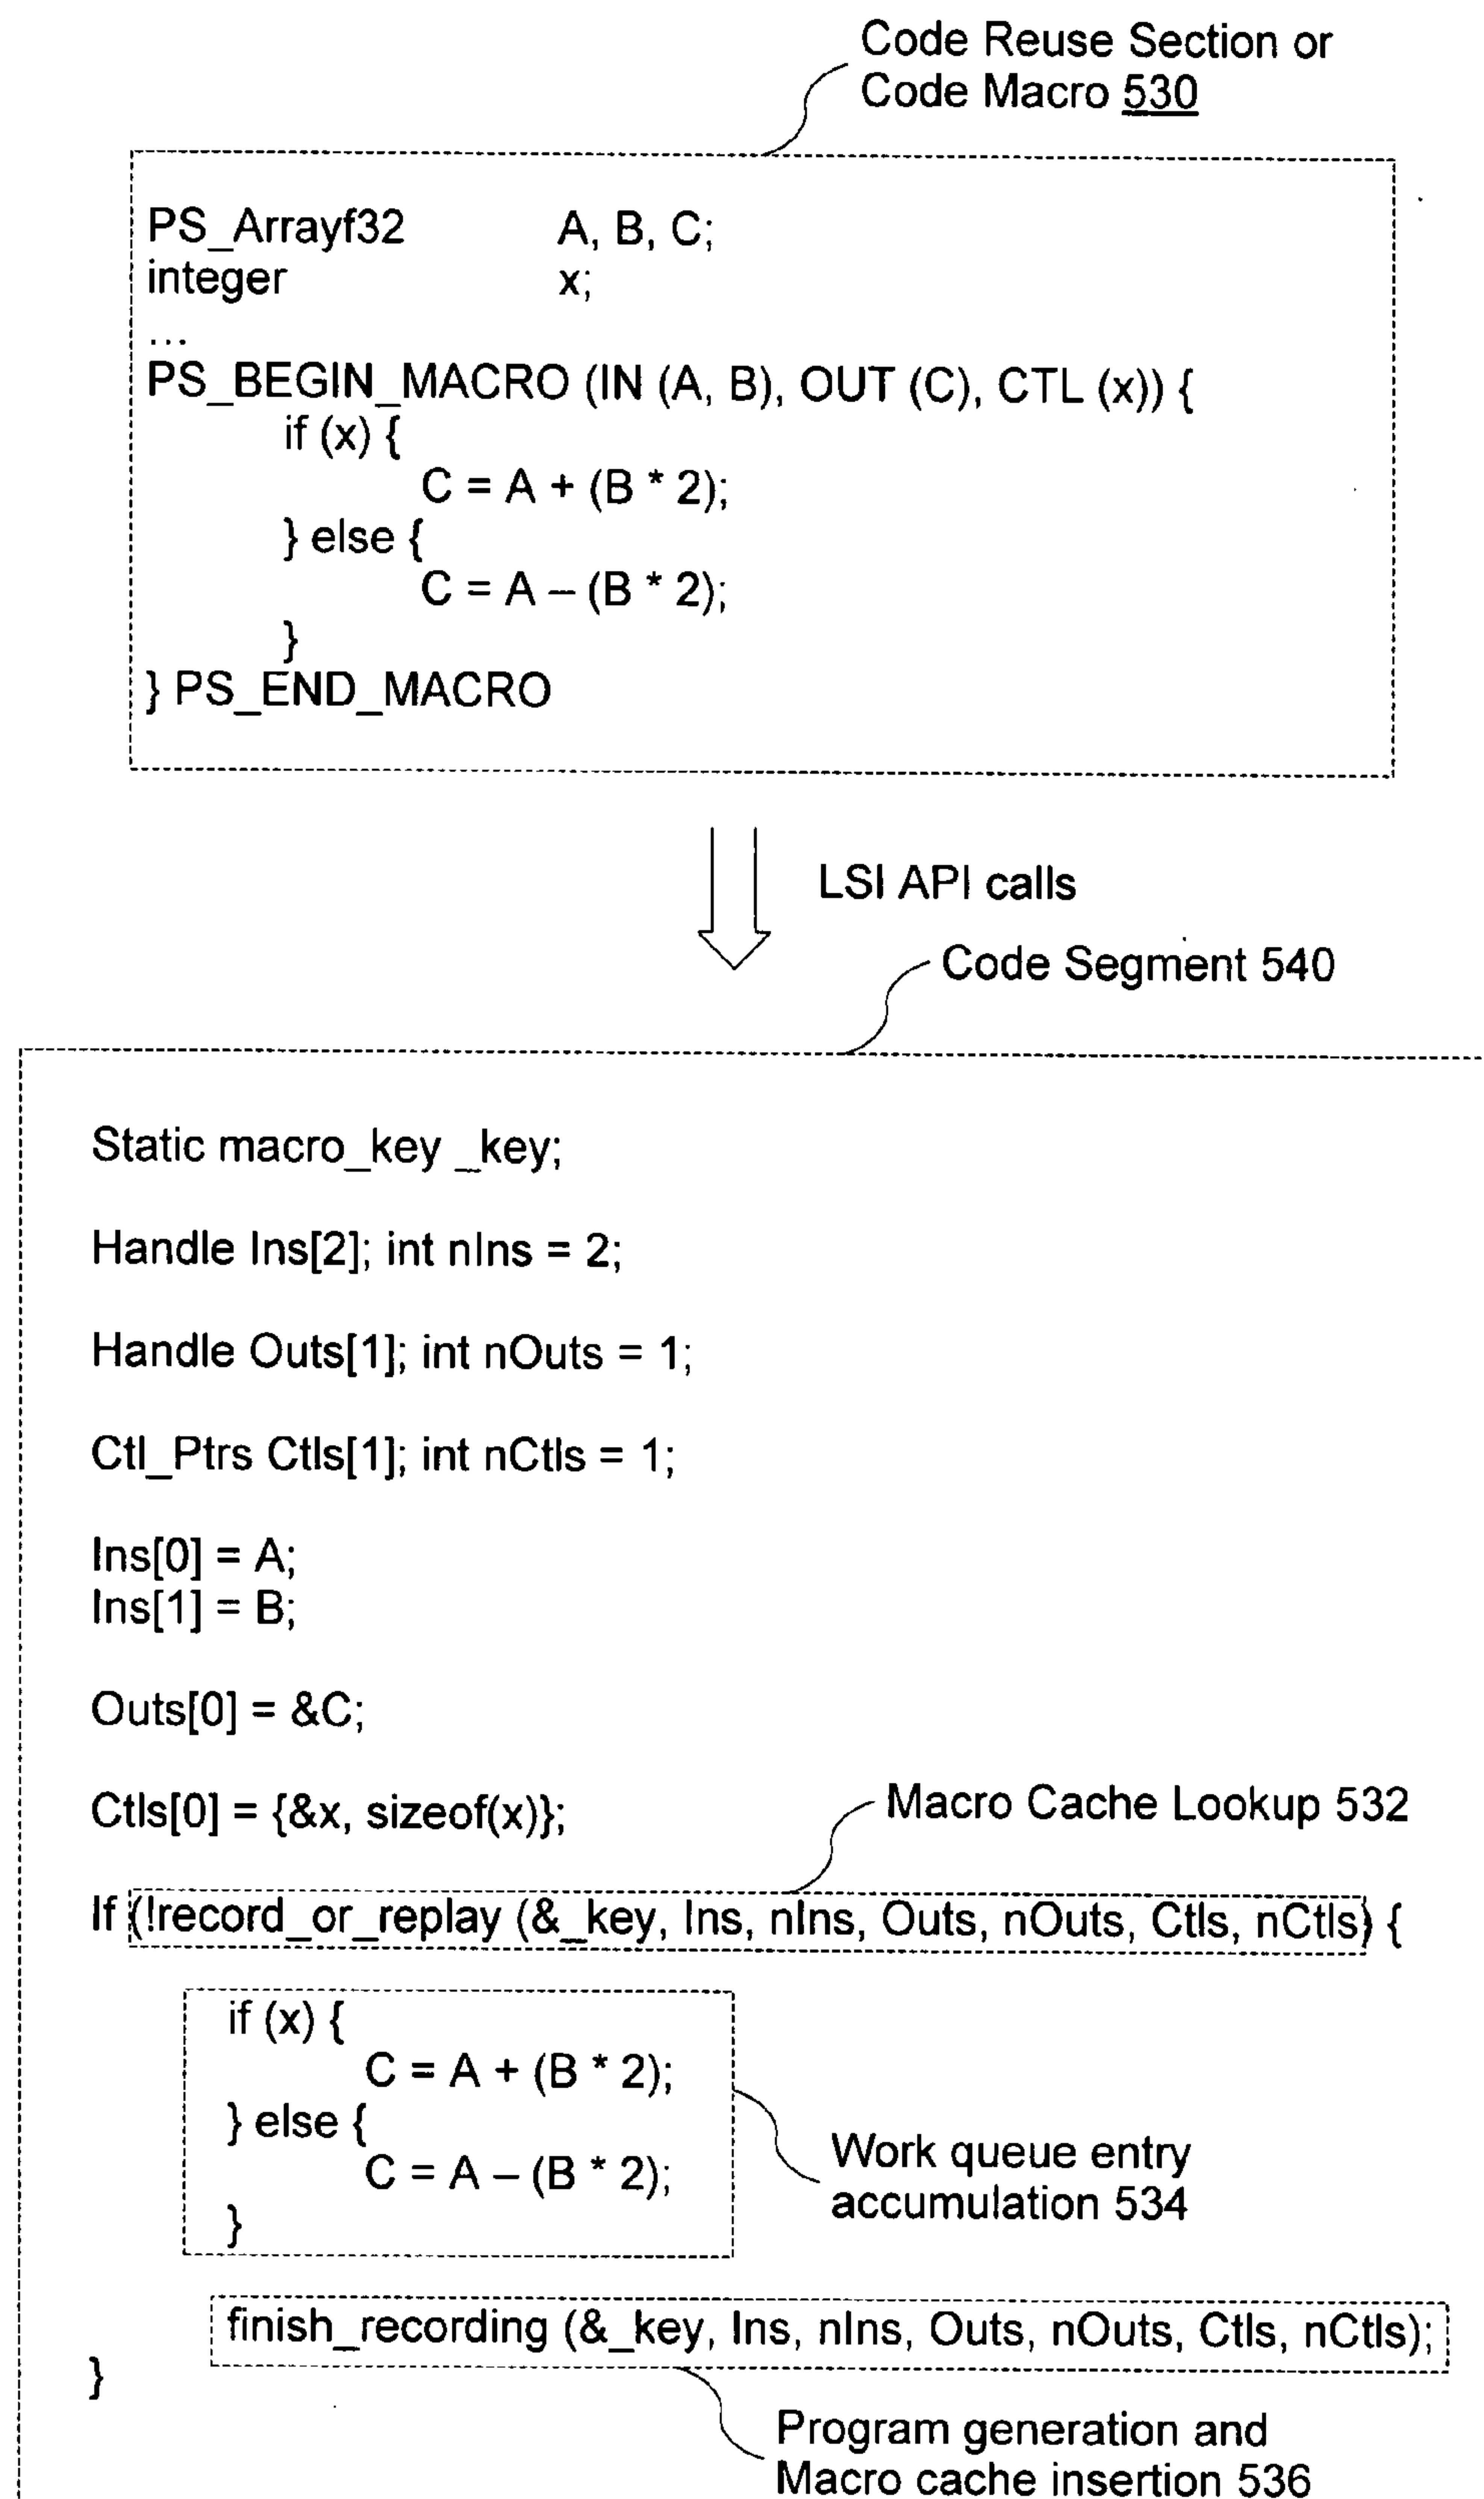 Code Reuse Section or
Code Macro 530
PS_Arrayf32 A, B, C;
integer x;
...
PS_BEGIN_MACRO (IN (A, B), OUT (C), CTL (x)) {
if (x) {
C = A + (B * 2);
} else {
C = A – (B * 2);
}
} PS_END_MACRO
LSI API calls
Code Segment 540
Static macro_key _key;
Handle Ins[2]; int nIns = 2;
Handle Outs[1]; int nOuts = 1;
Ctl_Ptrs Ctls[1]; int nCtls = 1;
Ins[0] = A;
Ins[1] = B;
Outs[0] = &C;
Ctls[0] = {&x, sizeof(x)};
Macro Cache Lookup 532
If (!record_or_replay (&_key, Ins, nIns, Outs, nOuts, Ctls, nCtls) {
if (x) {
C = A + (B * 2);
} else {
C = A – (B * 2);
}
Work queue entry
accumulation 534
finish_recording (&_key, Ins, nIns, Outs, nOuts, Ctls, nCtls);
}
Program generation and
Macro cache insertion 536